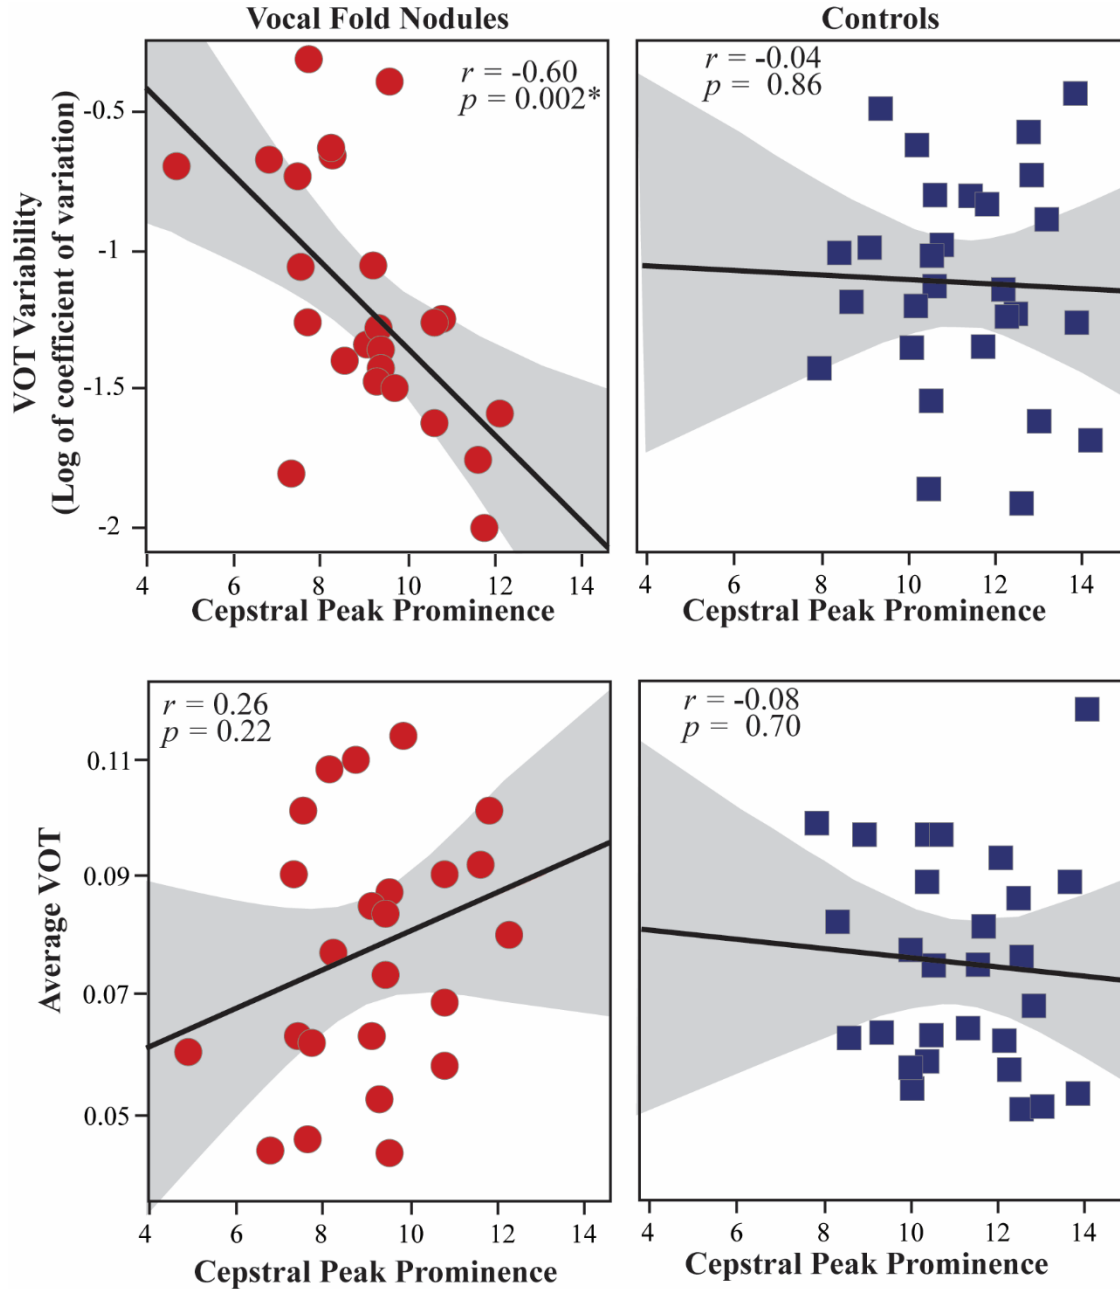 Vocal Fold Nodules
Controls
VOT Variability
(Log of coefficient of variation)
-0.5
-1
-1.5
-2
r = -0.60
p = 0.002*
r = -0.04
p = 0.86
4 6 8 10 12 14
Cepstral Peak Prominence
4 6 8 10 12 14
Cepstral Peak Prominence
Average VOT
0.11
0.09
0.07
0.05
r = 0.26
p = 0.22
r = -0.08
p = 0.70
4 6 8 10 12 14
Cepstral Peak Prominence
4 6 8 10 12 14
Cepstral Peak Prominence